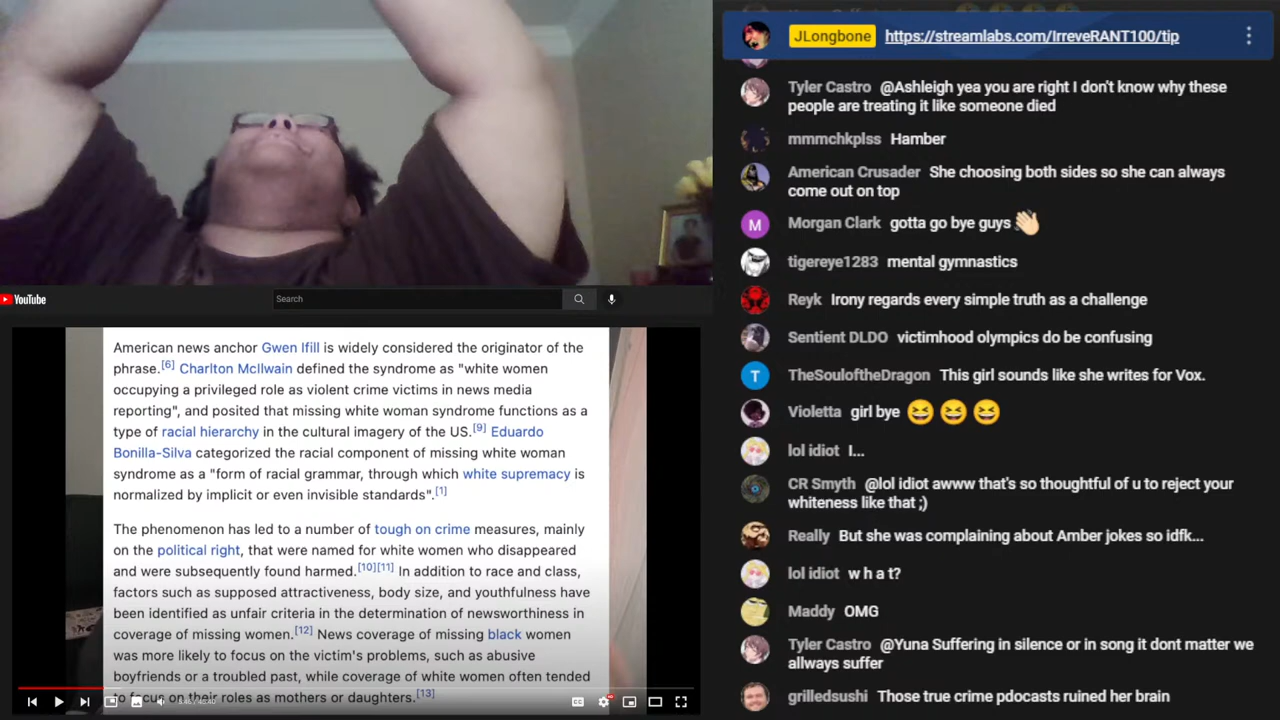 JLongbone https://streamlabs.com/IrreveRANT100/tip
Tyler Castro @Ashleigh yea you are right I don't know why these
people are treating it like someone died
mmmchkplss Hamber
American Crusader She choosing both sides so she can always
come out on top
Morgan Clark gotta go bye guys 👋🏻
tigereye1283 mental gymnastics
Reyk Irony regards every simple truth as a challenge
Sentient DLDO victimhood olympics do be confusing
T
TheSouloftheDragon This girl sounds like she writes for Vox.
Violetta girl bye 😆 😆 😆
lol idiot I...
CR Smyth @lol idiot awww that's so thoughtful of u to reject your
whiteness like that ;)
Really But she was complaining about Amber jokes so idfk...
lol idiot w h a t?
Maddy OMG
Tyler Castro @Yuna Suffering in silence or in song it dont matter we
allways suffer
grilledsushi Those true crime pdocasts ruined her brain
M
YouTube
Search
American news anchor Gwen Ifill is widely considered the originator of the
phrase.[6] Charlton McIlwain defined the syndrome as "white women
occupying a privileged role as violent crime victims in news media
reporting", and posited that missing white woman syndrome functions as a
type of racial hierarchy in the cultural imagery of the US.[9] Eduardo
Bonilla-Silva categorized the racial component of missing white woman
syndrome as a "form of racial grammar, through which white supremacy is
normalized by implicit or even invisible standards".[1]
The phenomenon has led to a number of tough on crime measures, mainly
on the political right, that were named for white women who disappeared
and were subsequently found harmed.[10][11] In addition to race and class,
factors such as supposed attractiveness, body size, and youthfulness have
been identified as unfair criteria in the determination of newsworthiness in
coverage of missing women.[12] News coverage of missing black women
was more likely to focus on the victim's problems, such as abusive
boyfriends or a troubled past, while coverage of white women often tended
to focus on their roles as mothers or daughters.[13]